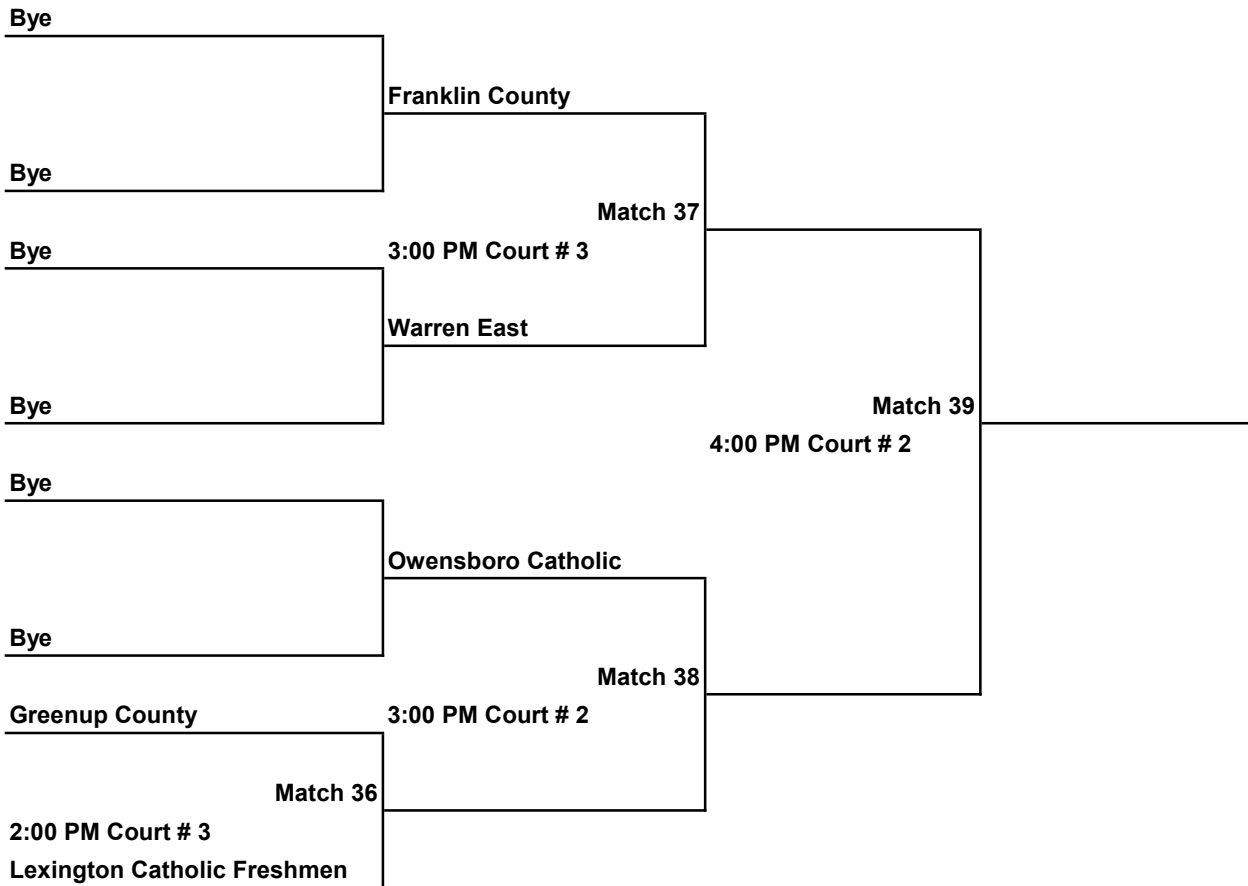 Bye
Franklin County
Bye
Match 37
Bye
3:00 PM Court # 3
Warren East
Bye
Match 39
4:00 PM Court # 2
Bye
Owensboro Catholic
Bye
Match 38
Greenup County
3:00 PM Court # 2
Match 36
2:00 PM Court # 3
Lexington Catholic Freshmen